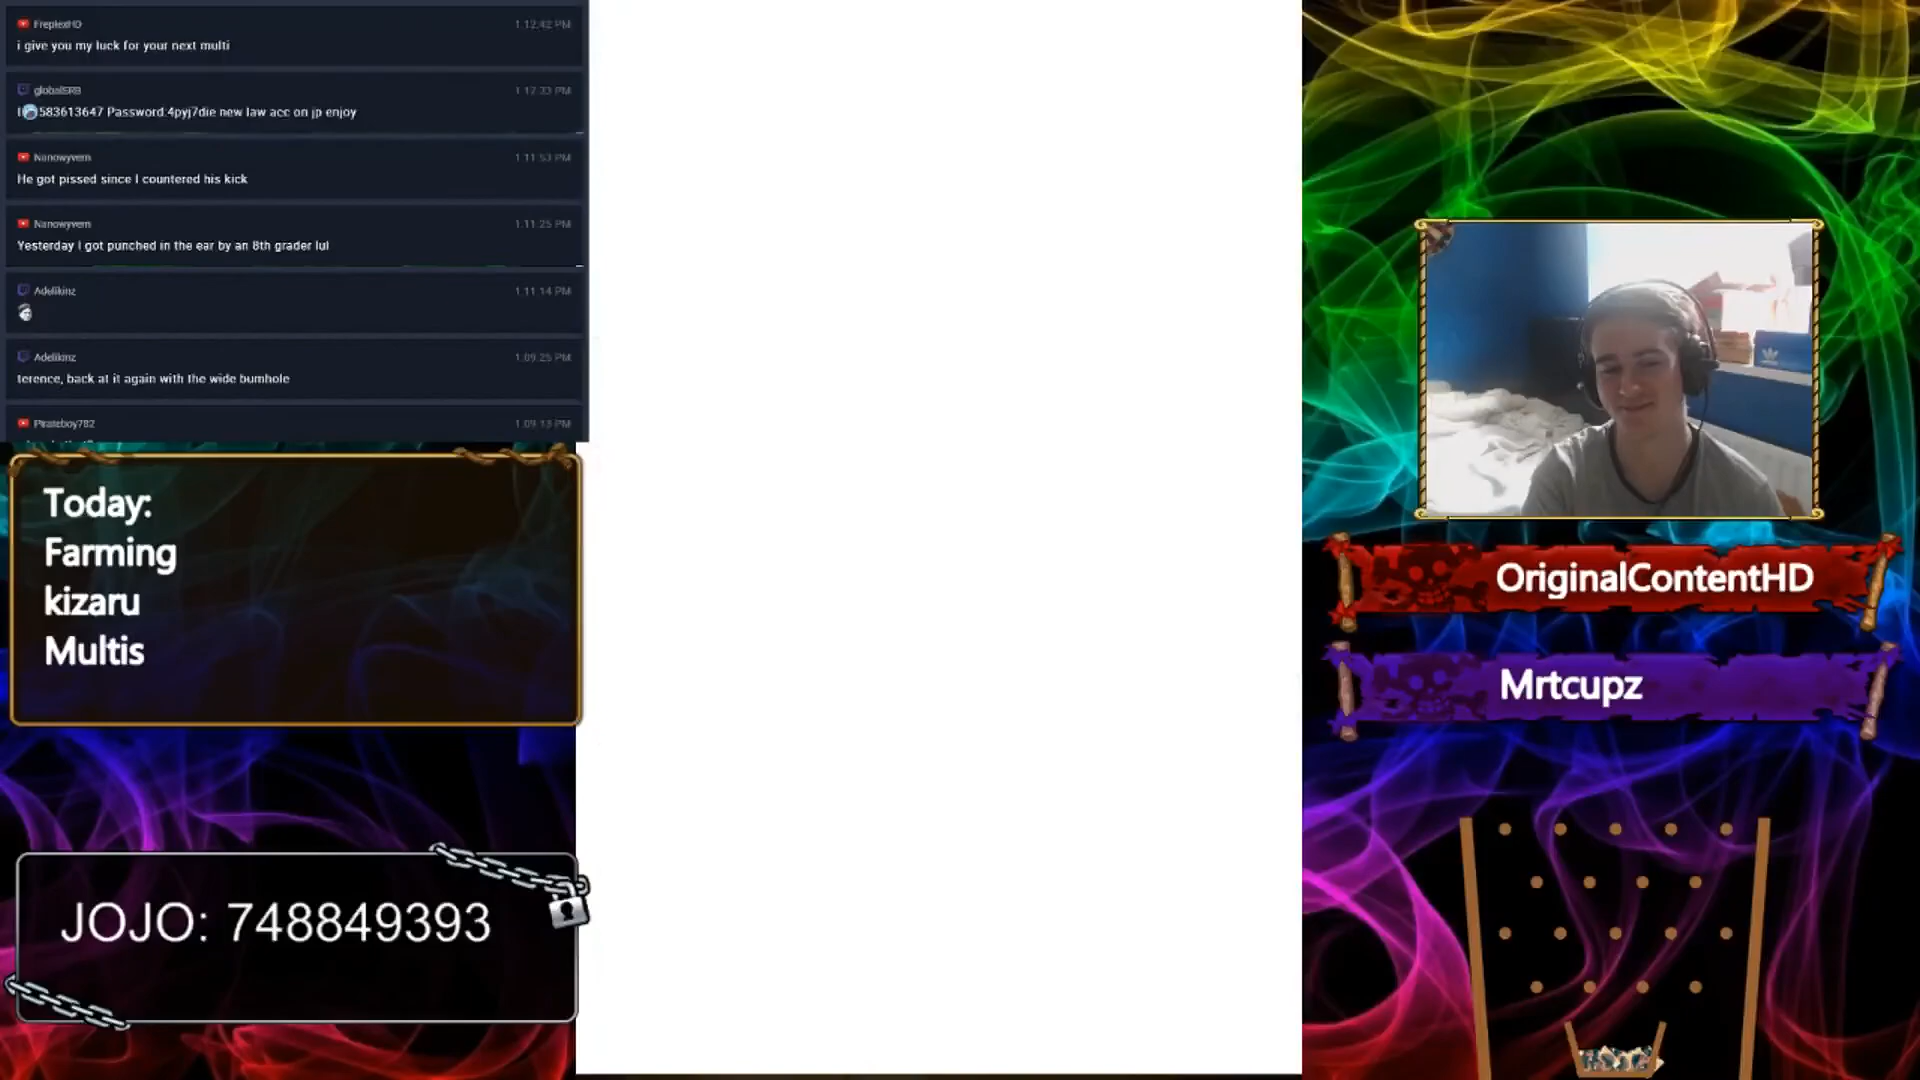 FreplexHD 1:12:42 PM
i give you my luck for your next multi
globalSRB 1:12:33 PM
583613647 Password:4pyj7die new law acc on jp enjoy
Nanowyvern 1:11:53 PM
He got pissed since I countered his kick
Nanowyvern 1:11:25 PM
Yesterday I got punched in the ear by an 8th grader lul
Adelikinz 1:11:14 PM
Adelikinz 1:09:25 PM
terence, back at it again with the wide bumhole
Pirateboy782 1:09:13 PM
Today:
Farming
kizaru
Multis
JOJO: 748849393
OriginalContentHD
Mrtcupz